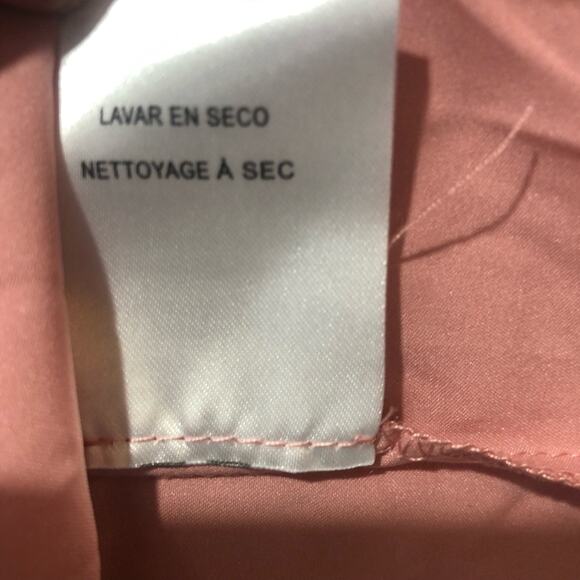 LAVAR EN SECO
NETTOYAGE À SEC